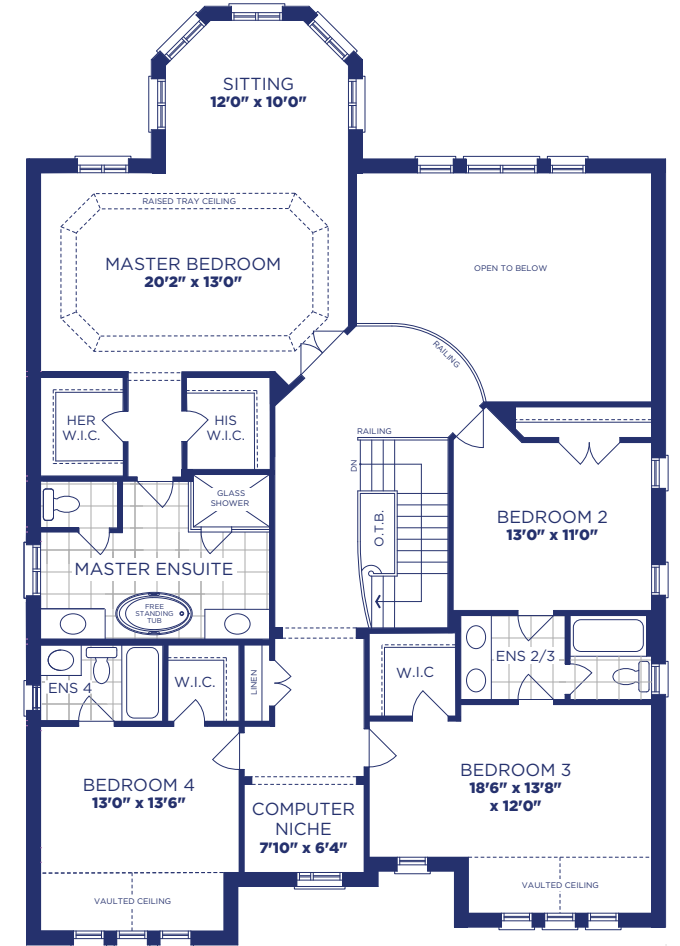 SITTING
12'0" x 10'0"
RAISED TRAY CEILING
MASTER BEDROOM
20'2" x 13'0"
OPEN TO BELOW
RAILING
HER
W.I.C.
HIS
W.I.C.
RAILING
DN
GLASS
SHOWER
O.T.B.
BEDROOM 2
13'0" x 11'0"
MASTER ENSUITE
FREE
STANDING
TUB
ENS 2/3
ENS 4
W.I.C.
LINEN
W.I.C
BEDROOM 4
13'0" x 13'6"
COMPUTER
NICHE
7'10" x 6'4"
BEDROOM 3
18'6" x 13'8"
x 12'0"
VAULTED CEILING
VAULTED CEILING